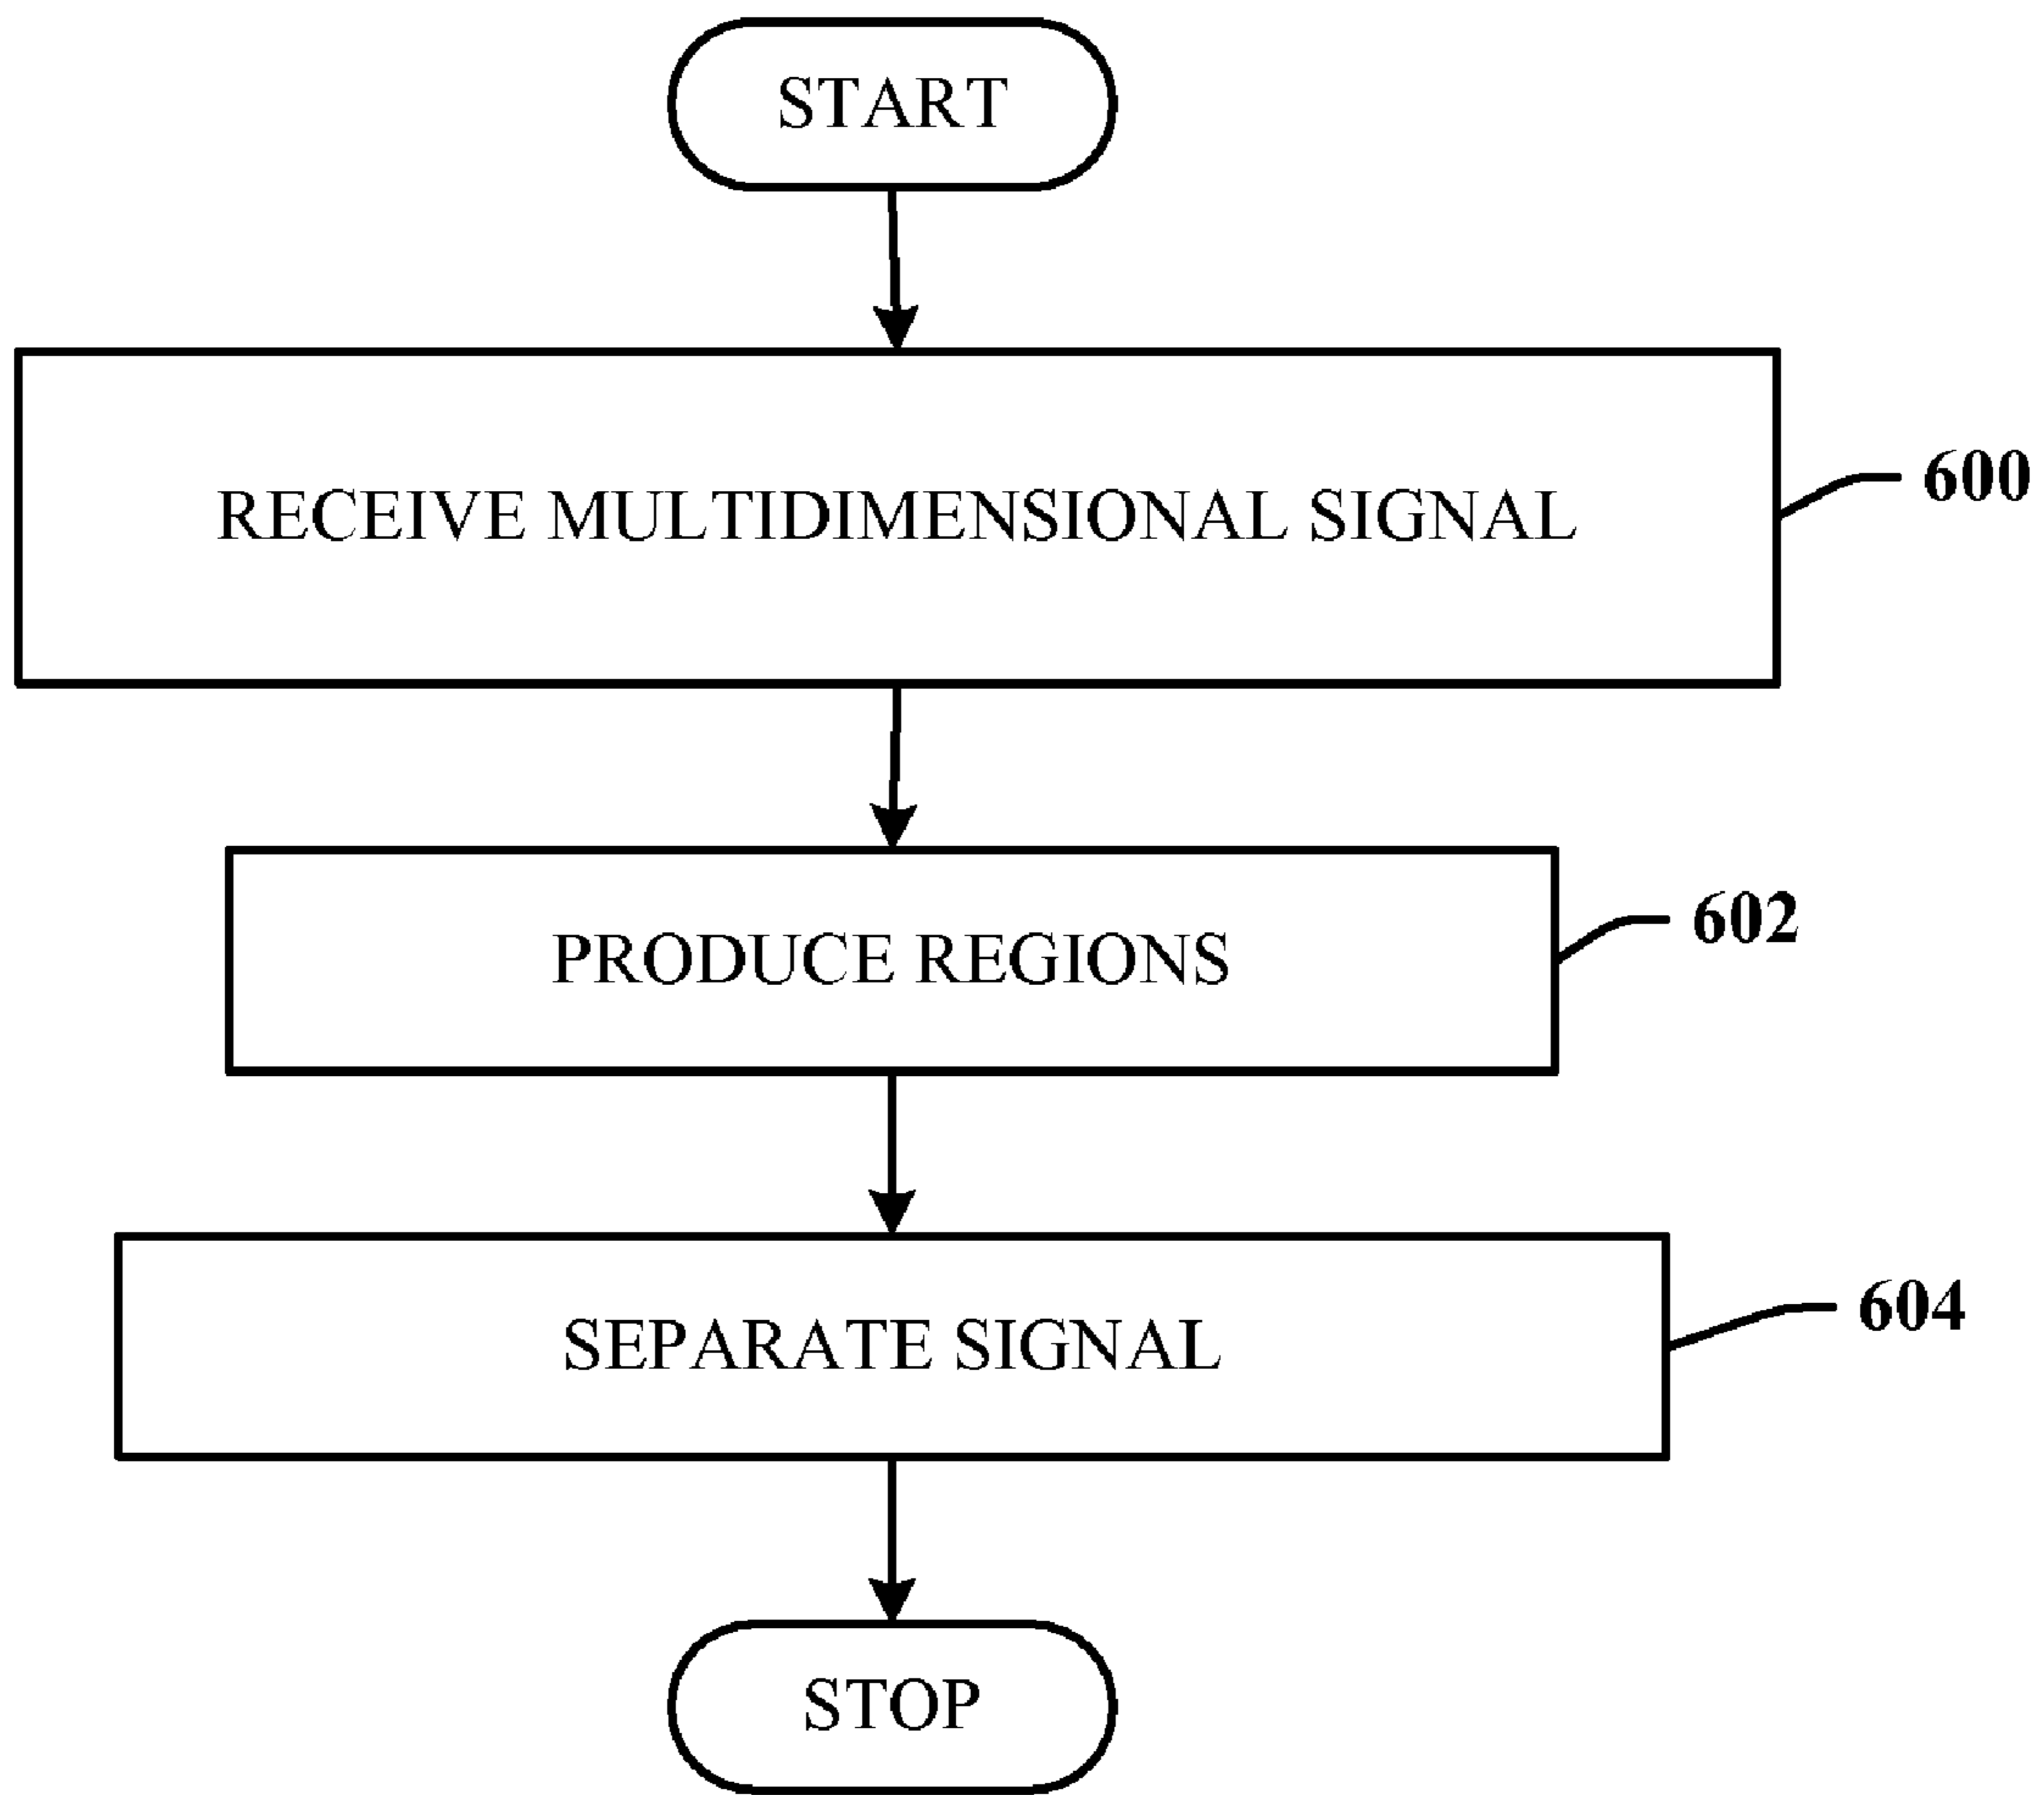 START
RECEIVE MULTIDIMENSIONAL SIGNAL
600
PRODUCE REGIONS
602
SEPARATE SIGNAL
604
STOP